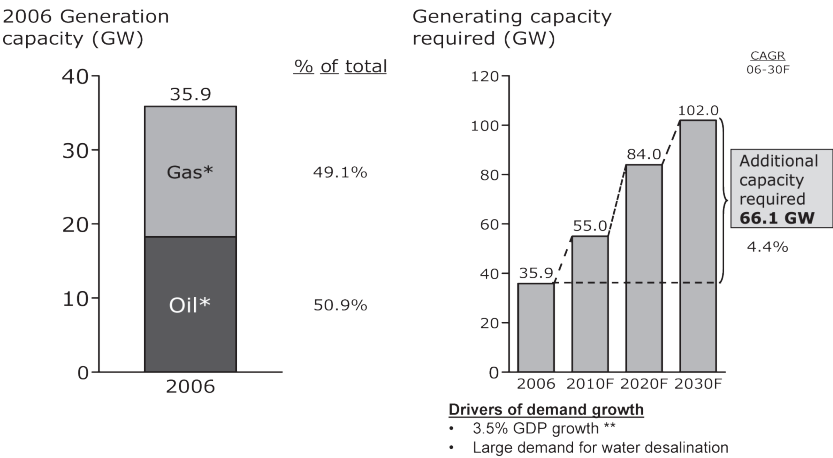 2006 Generation
capacity (GW)
% of total
40
30
20
10
0
35.9
Gas*
49.1%
Oil*
50.9%
2006
Generating capacity
required (GW)
CAGR
06-30F
120
100
80
60
40
20
0
35.9
55.0
84.0
102.0
Additional
capacity
required
66.1 GW
4.4%
2006 2010F 2020F 2030F
Drivers of demand growth
• 3.5% GDP growth **
• Large demand for water desalination